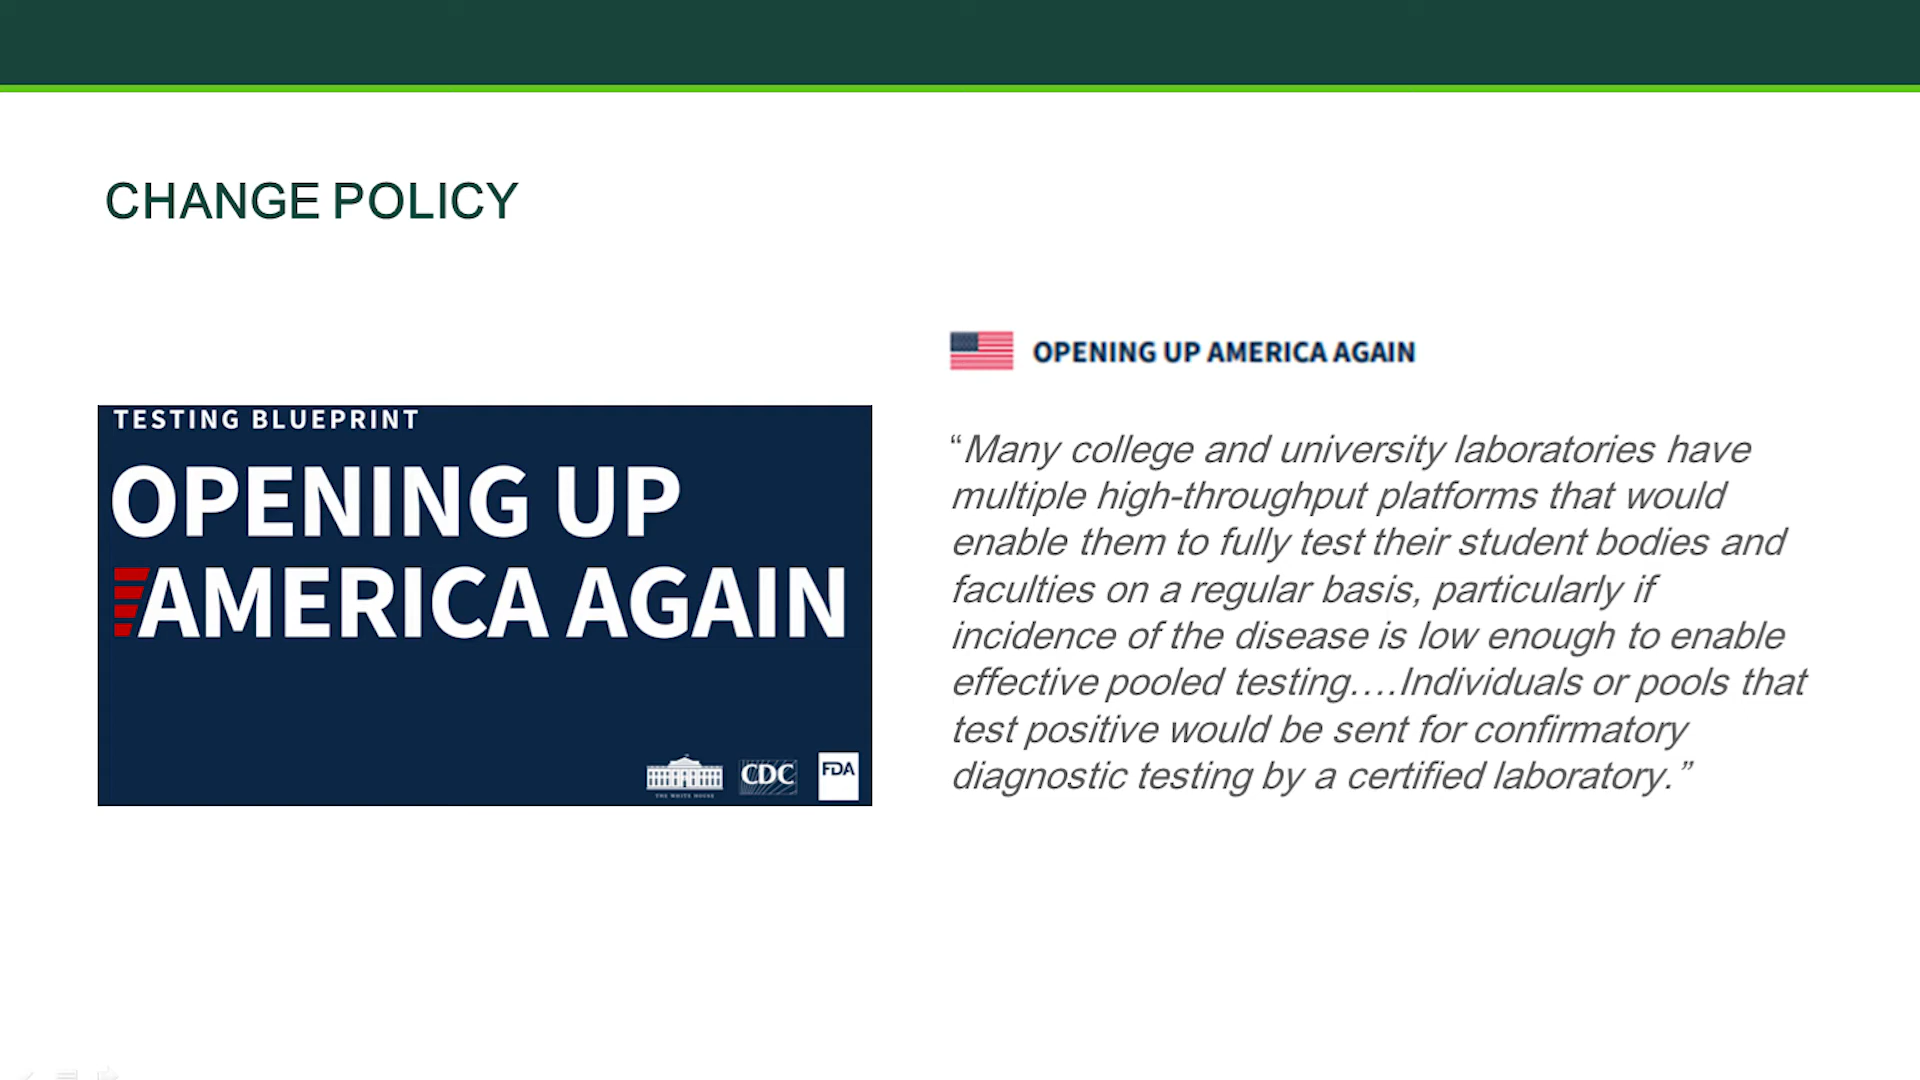 CHANGE POLICY
TESTING BLUEPRINT
OPENING UP
AMERICA AGAIN
THE WHITE HOUSE
CDC
FDA
OPENING UP AMERICA AGAIN
“Many college and university laboratories have
multiple high-throughput platforms that would
enable them to fully test their student bodies and
faculties on a regular basis, particularly if
incidence of the disease is low enough to enable
effective pooled testing….Individuals or pools that
test positive would be sent for confirmatory
diagnostic testing by a certified laboratory.”